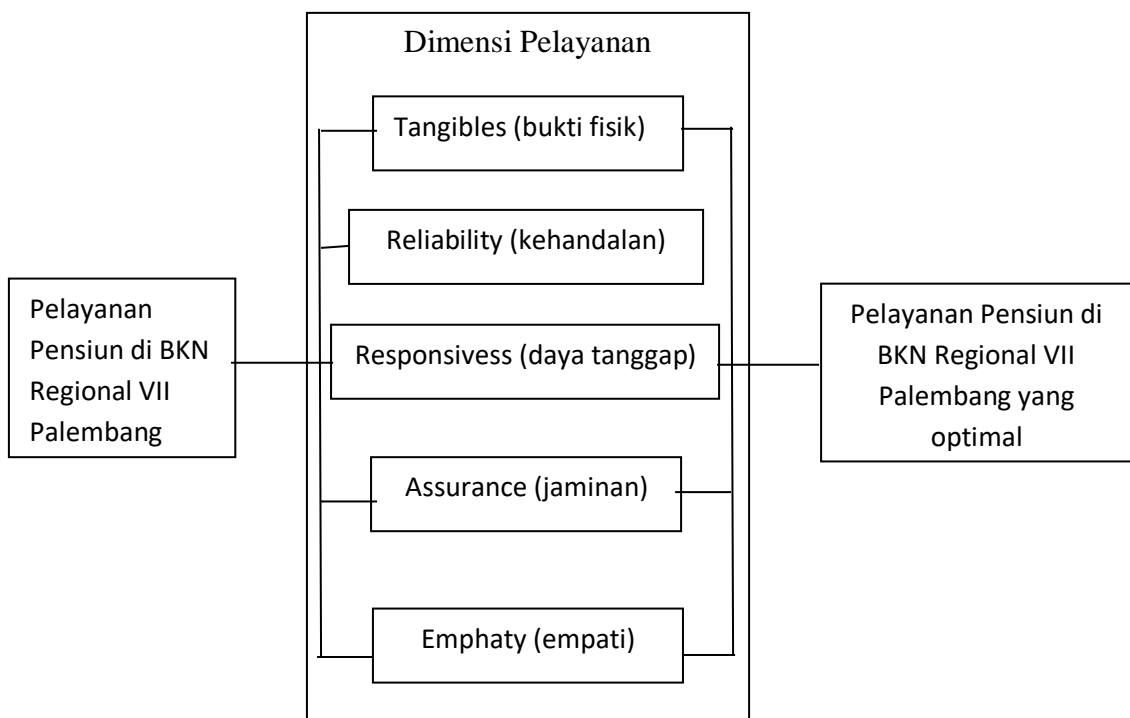 Dimensi Pelayanan
Tangibles (bukti fisik)
Reliability (kehandalan)
Pelayanan
Pensiun di BKN
Regional VII
Palembang
Responsivess (daya tanggap)
Pelayanan Pensiun di
BKN Regional VII
Palembang yang
optimal
Assurance (jaminan)
Emphaty (empati)